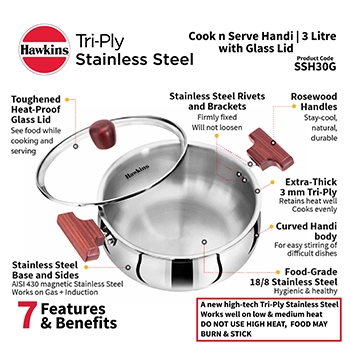 Hawkins
Tri-Ply
Stainless Steel
Cook n Serve Handi | 3 Litre
with Glass Lid
Product Code
SSH30G
Toughened
Heat-Proof
Glass Lid
See food while
cooking and
serving
Stainless Steel Rivets
and Brackets
Firmly fixed
Will not loosen
Rosewood
Handles
Stay-cool,
natural,
durable
Hawkins
Extra-Thick
3 mm Tri-Ply
Retains heat well
Cooks evenly
Curved Handi
body
For easy stirring of
difficult dishes
Stainless Steel
Base and Sides
AISI 430 magnetic Stainless Steel
Works on Gas + Induction
Food-Grade
18/8 Stainless Steel
Hygienic & healthy
7 Features
& Benefits
A new high-tech Tri-Ply Stainless Steel
Works well on low & medium heat
DO NOT USE HIGH HEAT, FOOD MAY
BURN & STICK